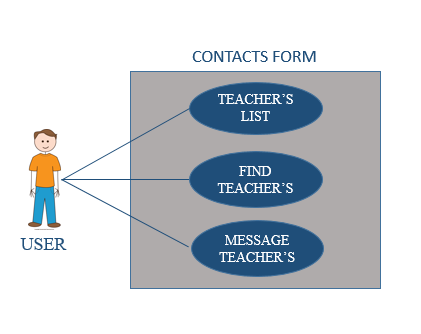 CONTACTS FORM
TEACHER'S
LIST
FIND
TEACHER'S
MESSAGE
TEACHER'S
USER